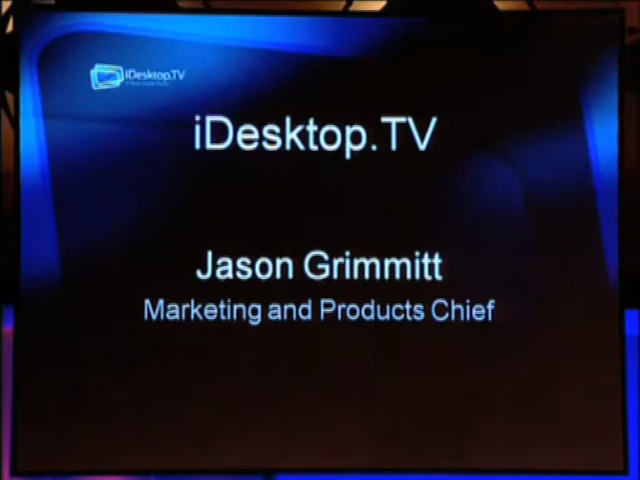 iDesktop.TV
iDesktop.TV
Jason Grimmitt
Marketing and Products Chief